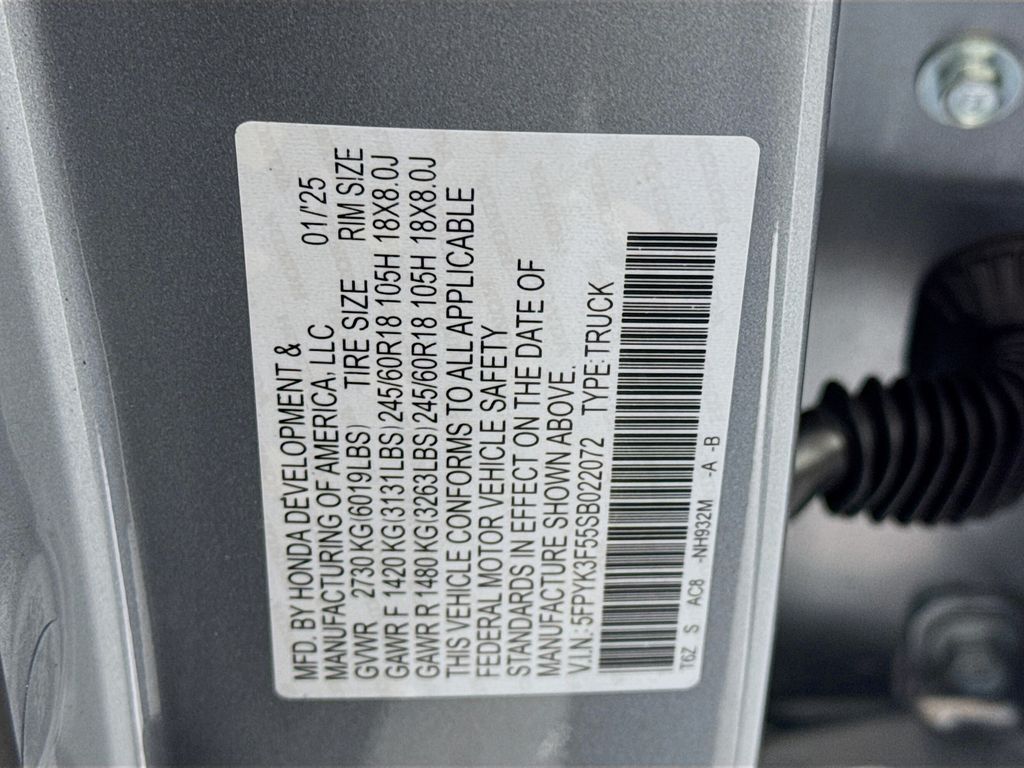 MFD. BY HONDA DEVELOPMENT &
MANUFACTURING OF AMERICA, LLC 01/'25
GVWR 2730 KG(6019LBS) TIRE SIZE RIM SIZE
GAWR F 1420 KG(3131LBS) 245/60R18 105H 18X8.0J
GAWR R 1480 KG(3263LBS) 245/60R18 105H 18X8.0J
THIS VEHICLE CONFORMS TO ALL APPLICABLE
FEDERAL MOTOR VEHICLE SAFETY
STANDARDS IN EFFECT ON THE DATE OF
MANUFACTURE SHOWN ABOVE.
V.I.N.: 5FPYK3F55SB022072 TYPE: TRUCK
T6Z S AC8 -NH932M -A -B